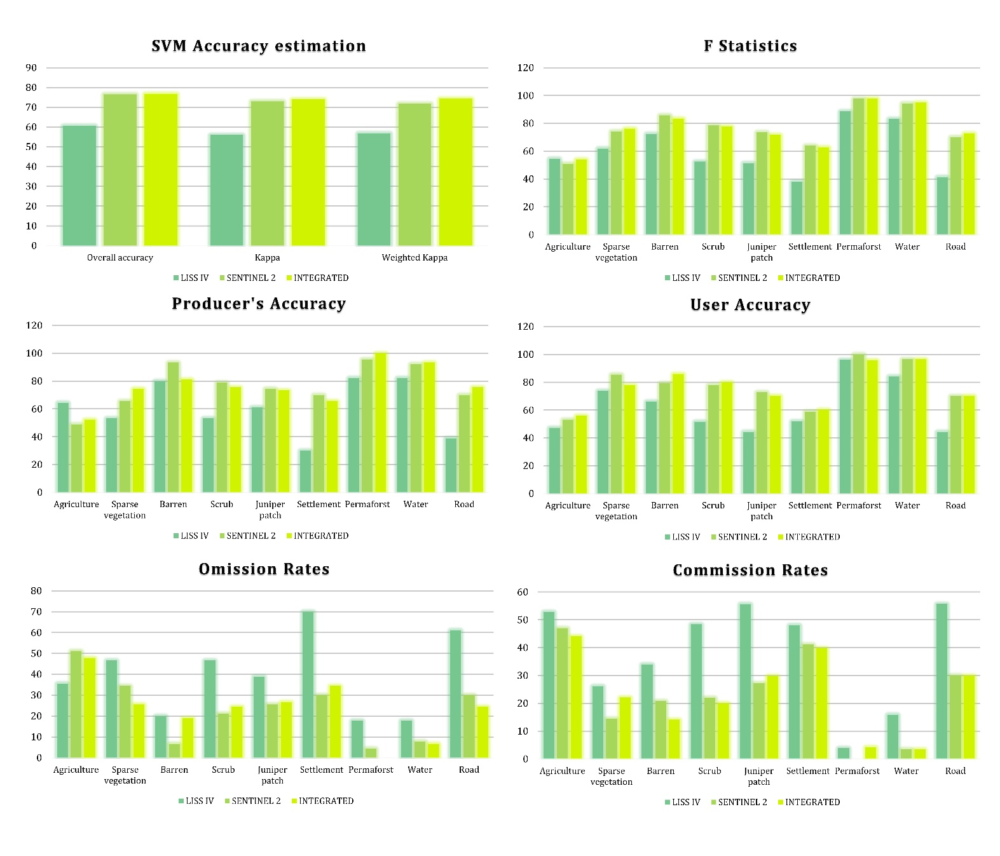 SVM Accuracy estimation
90
80
70
60
50
40
30
20
10
0
Overall accuracy Kappa Weighted Kappa
LISS IV SENTINEL 2 INTEGRATED
F Statistics
120
100
80
60
40
20
0
Agriculture Sparse Barren Scrub Juniper Settlement Permaforst Water Road
vegetation patch
LISS IV SENTINEL 2 INTEGRATED
Producer's Accuracy
120
100
80
60
40
20
0
Agriculture Sparse Barren Scrub Juniper Settlement Permaforst Water Road
vegetation patch
LISS IV SENTINEL 2 INTEGRATED
User Accuracy
120
100
80
60
40
20
0
Agriculture Sparse Barren Scrub Juniper Settlement Permaforst Water Road
vegetation patch
LISS IV SENTINEL 2 INTEGRATED
Omission Rates
80
70
60
50
40
30
20
10
0
Agriculture Sparse Barren Scrub Juniper Settlement Permaforst Water Road
vegetation patch
LISS IV SENTINEL 2 INTEGRATED
Commission Rates
60
50
40
30
20
10
0
Agriculture Sparse Barren Scrub Juniper Settlement Permaforst Water Road
vegetation patch
LISS IV SENTINEL 2 INTEGRATED